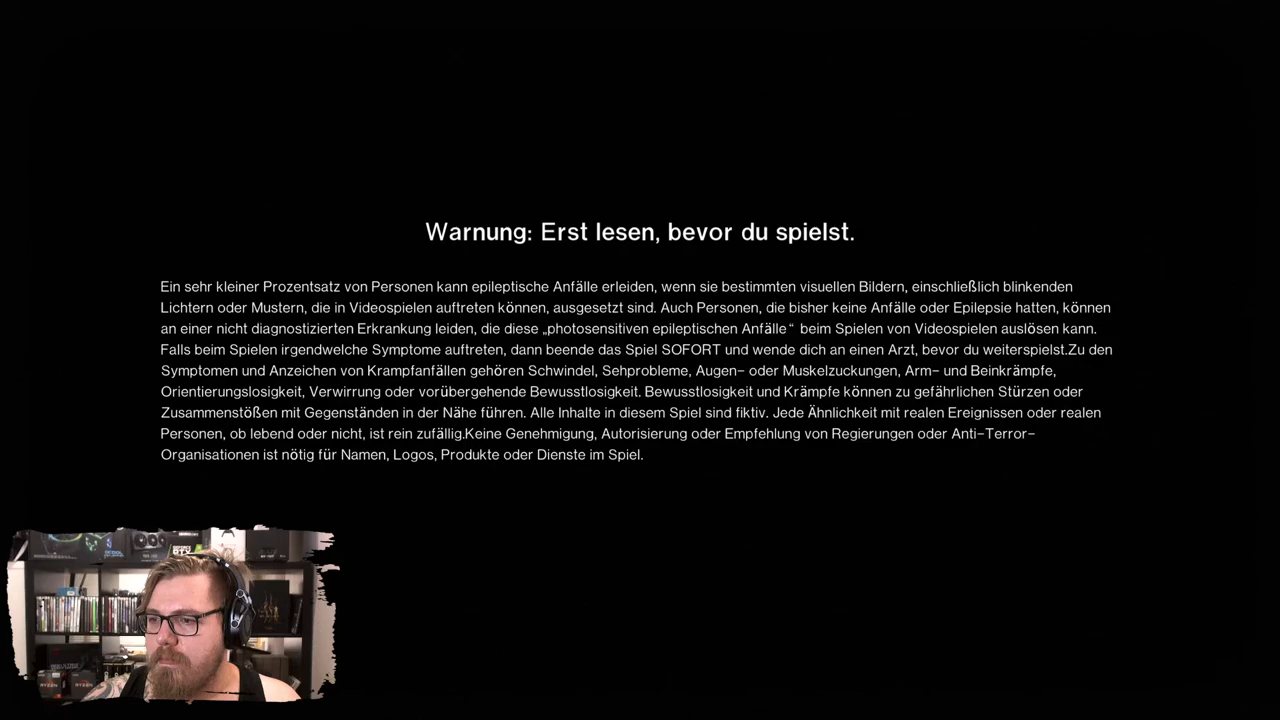 Warnung: Erst lesen, bevor du spielst.
Ein sehr kleiner Prozentsatz von Personen kann epileptische Anfälle erleiden, wenn sie bestimmten visuellen Bildern, einschließlich blinkenden
Lichtern oder Mustern, die in Videospielen auftreten können, ausgesetzt sind. Auch Personen, die bisher keine Anfälle oder Epilepsie hatten, können
an einer nicht diagnostizierten Erkrankung leiden, die diese „photosensitiven epileptischen Anfälle“ beim Spielen von Videospielen auslösen kann.
Falls beim Spielen irgendwelche Symptome auftreten, dann beende das Spiel SOFORT und wende dich an einen Arzt, bevor du weiterspielst.Zu den
Symptomen und Anzeichen von Krampfanfällen gehören Schwindel, Sehprobleme, Augen– oder Muskelzuckungen, Arm– und Beinkrämpfe,
Orientierungslosigkeit, Verwirrung oder vorübergehende Bewusstlosigkeit. Bewusstlosigkeit und Krämpfe können zu gefährlichen Stürzen oder
Zusammenstößen mit Gegenständen in der Nähe führen. Alle Inhalte in diesem Spiel sind fiktiv. Jede Ähnlichkeit mit realen Ereignissen oder realen
Personen, ob lebend oder nicht, ist rein zufällig.Keine Genehmigung, Autorisierung oder Empfehlung von Regierungen oder Anti–Terror–
Organisationen ist nötig für Namen, Logos, Produkte oder Dienste im Spiel.
RYZEN
RYZEN